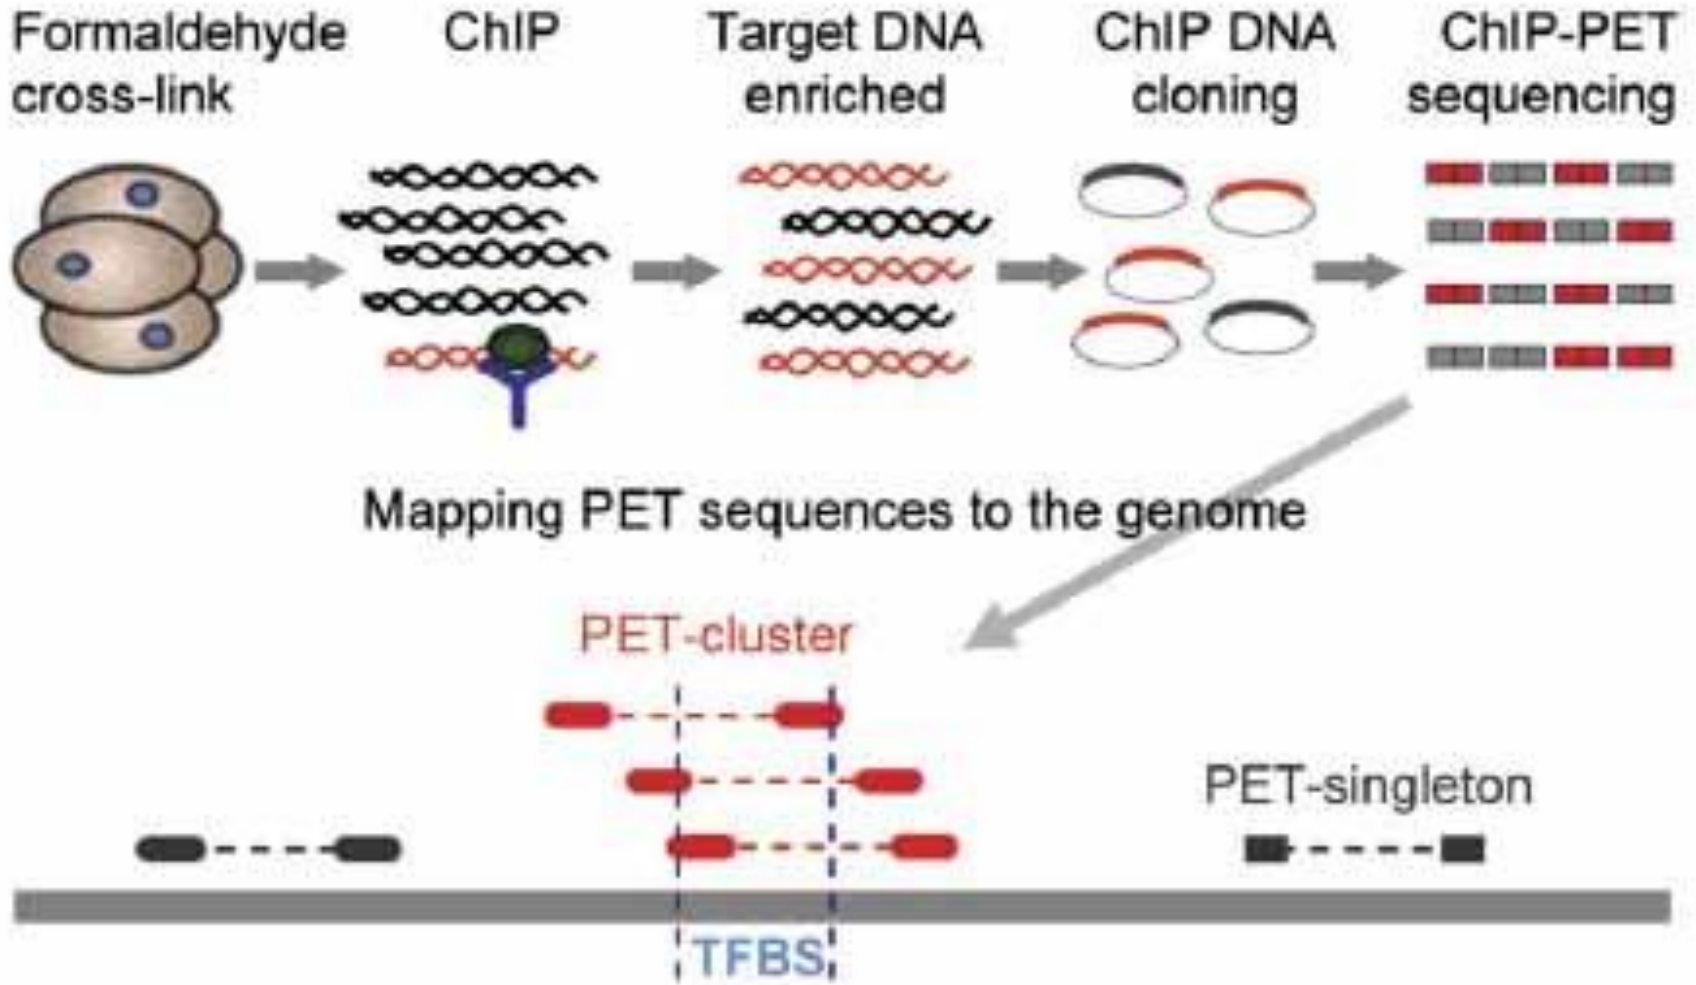 Formaldehyde
cross-link
ChIP
Target DNA
enriched
ChIP DNA
cloning
ChIP-PET
sequencing
Mapping PET sequences to the genome
PET-cluster
PET-singleton
TFBS